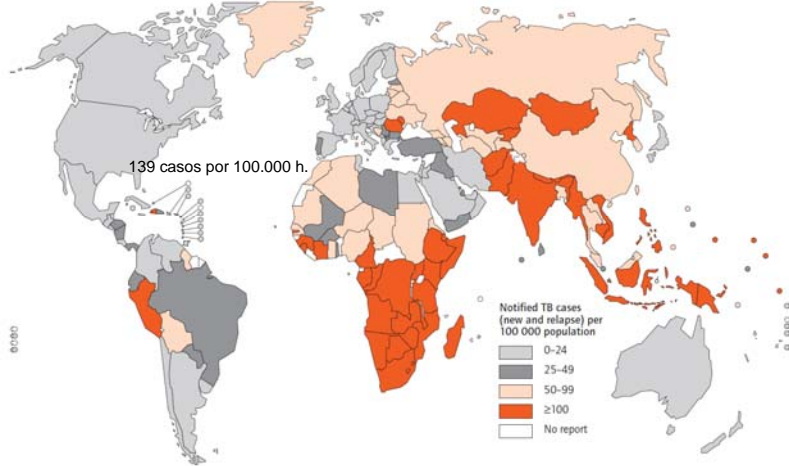 139 casos por 100.000 h.
Notified TB cases
(new and relapse) per
100 000 population
0–24
25–49
50–99
≥100
No report